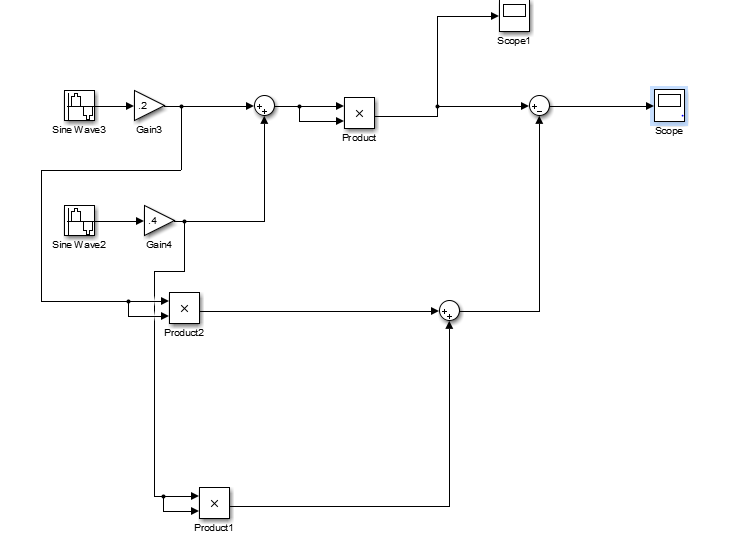 Scope1
.2
Sine Wave3
Gain3
+
+
×
Product
+
−
Scope
.4
Sine Wave2
Gain4
×
Product2
+
+
×
Product1